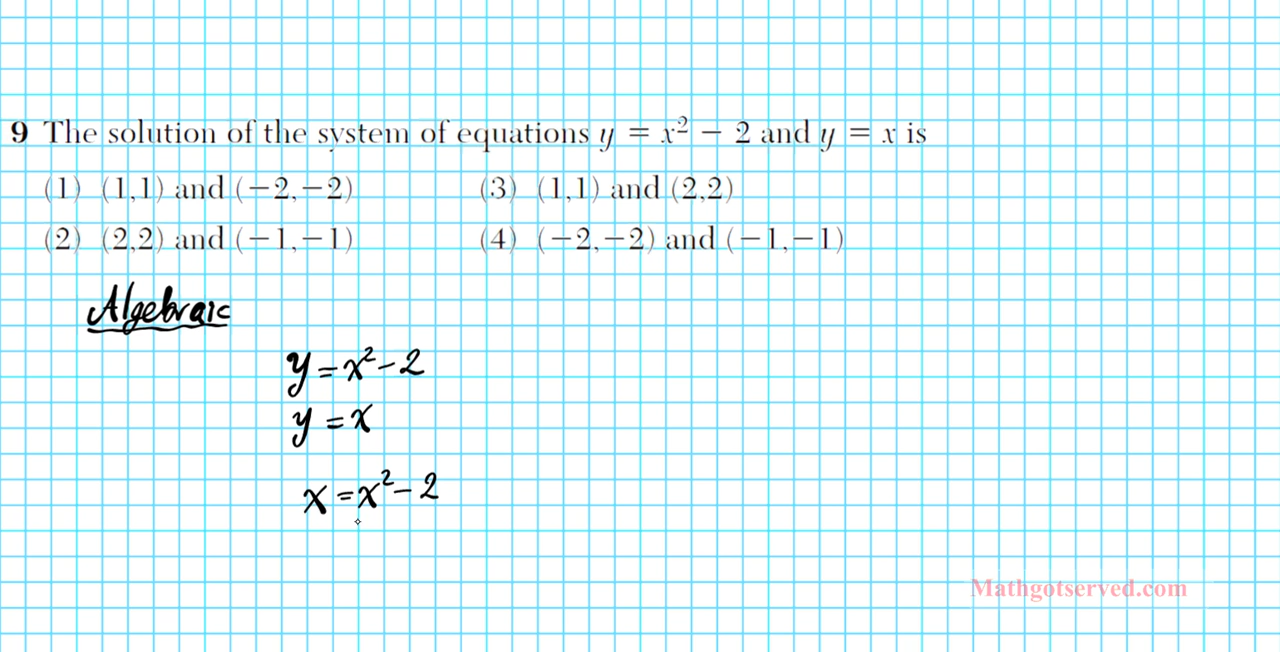 9 The solution of the system of equations y = x² − 2 and y = x is
(1) (1,1) and (−2,−2) (3) (1,1) and (2,2)
(2) (2,2) and (−1,−1) (4) (−2,−2) and (−1,−1)
Algebraic
y = x² − 2
y = x
x = x² − 2
Mathgotserved.com